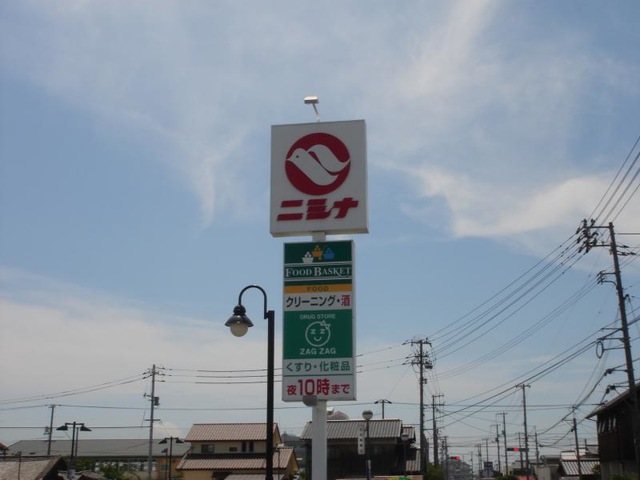 ニシナ
FOOD BASKET
FOOD
クリーニング・酒
DRUG STORE
ZAG ZAG
くすり・化粧品
夜10時まで